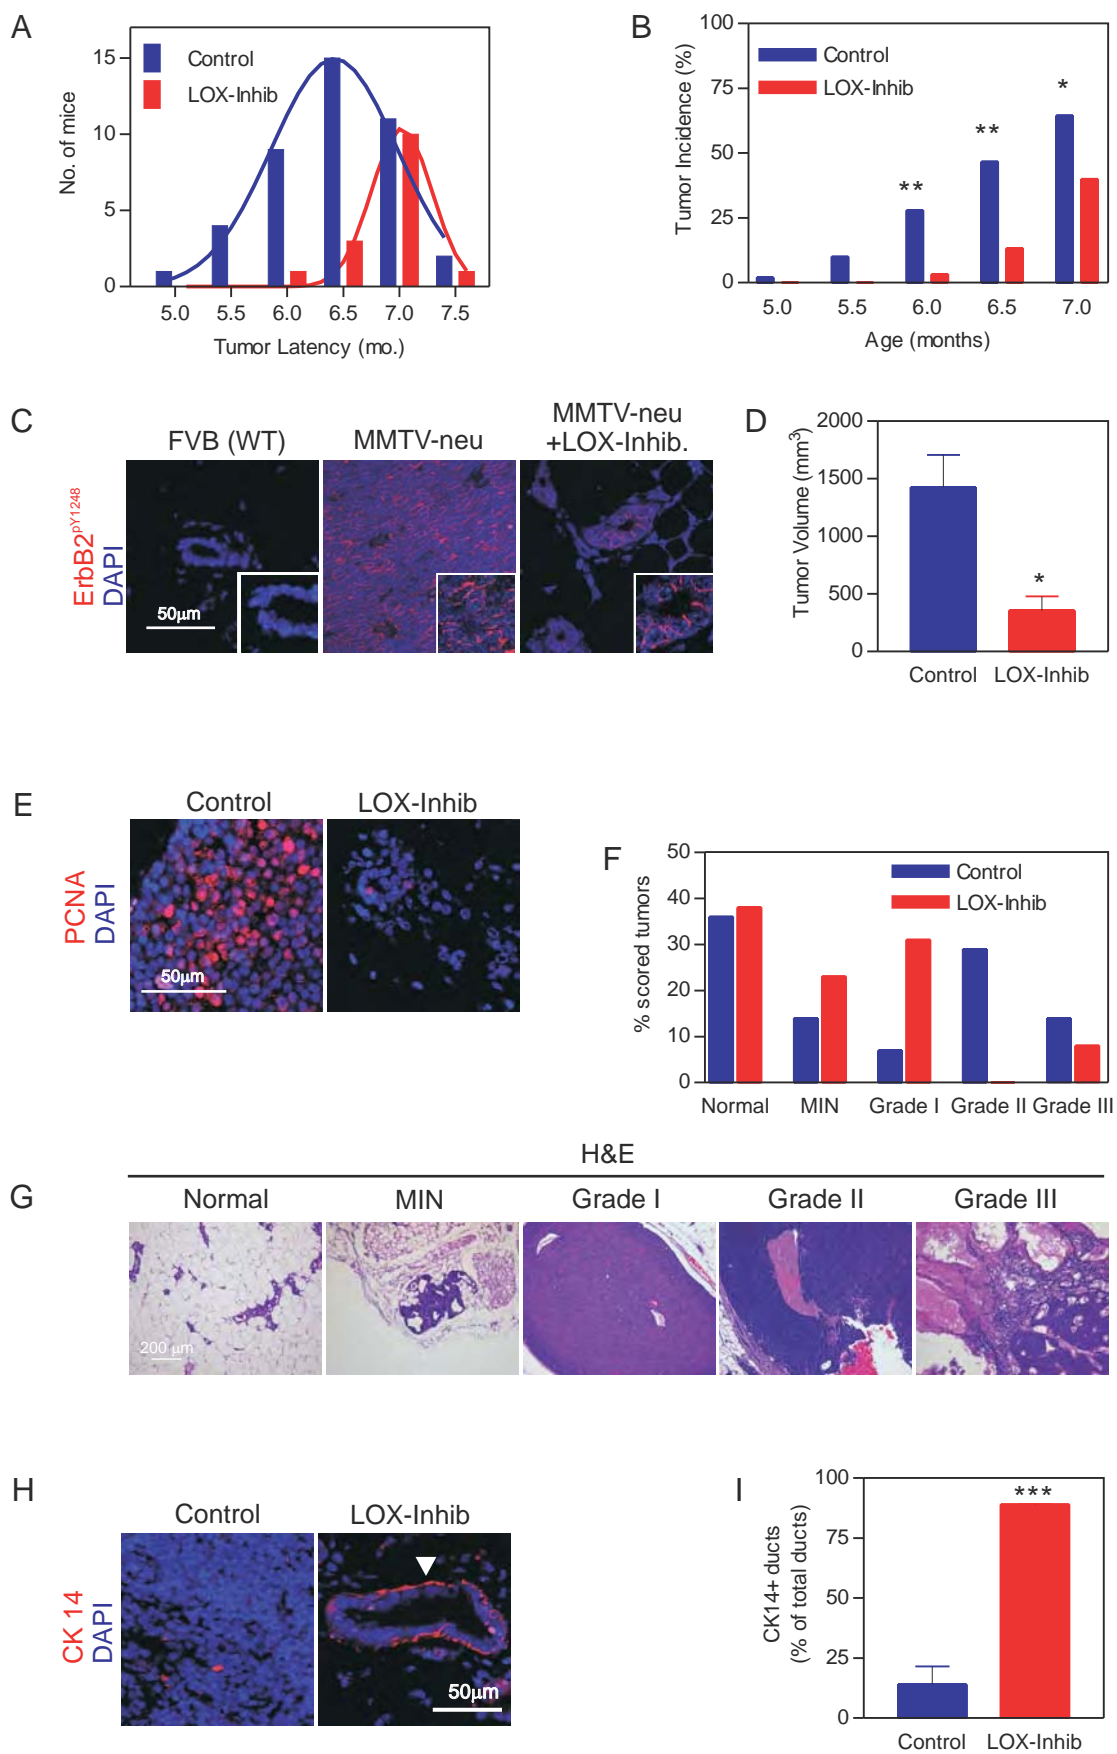 A
No. of mice
15
10
5
0
Control
LOX-Inhib
5.0 5.5 6.0 6.5 7.0 7.5
Tumor Latency (mo.)
B
Tumor Incidence (%)
100
75
50
25
0
Control
LOX-Inhib
**
**
*
5.0 5.5 6.0 6.5 7.0
Age (months)
C
FVB (WT)
MMTV-neu
MMTV-neu
+LOX-Inhib.
ErbB2pY1248
DAPI
50µm
D
Tumor Volume (mm3)
2000
1500
1000
500
0
*
Control LOX-Inhib
E
Control
LOX-Inhib
PCNA
DAPI
50µm
F
% scored tumors
50
40
30
20
10
0
Control
LOX-Inhib
Normal MIN Grade I Grade II Grade III
H&E
G
Normal MIN Grade I Grade II Grade III
200 µm
H
Control
LOX-Inhib
CK 14
DAPI
50µm
I
CK14+ ducts
(% of total ducts)
100
75
50
25
0
***
Control LOX-Inhib